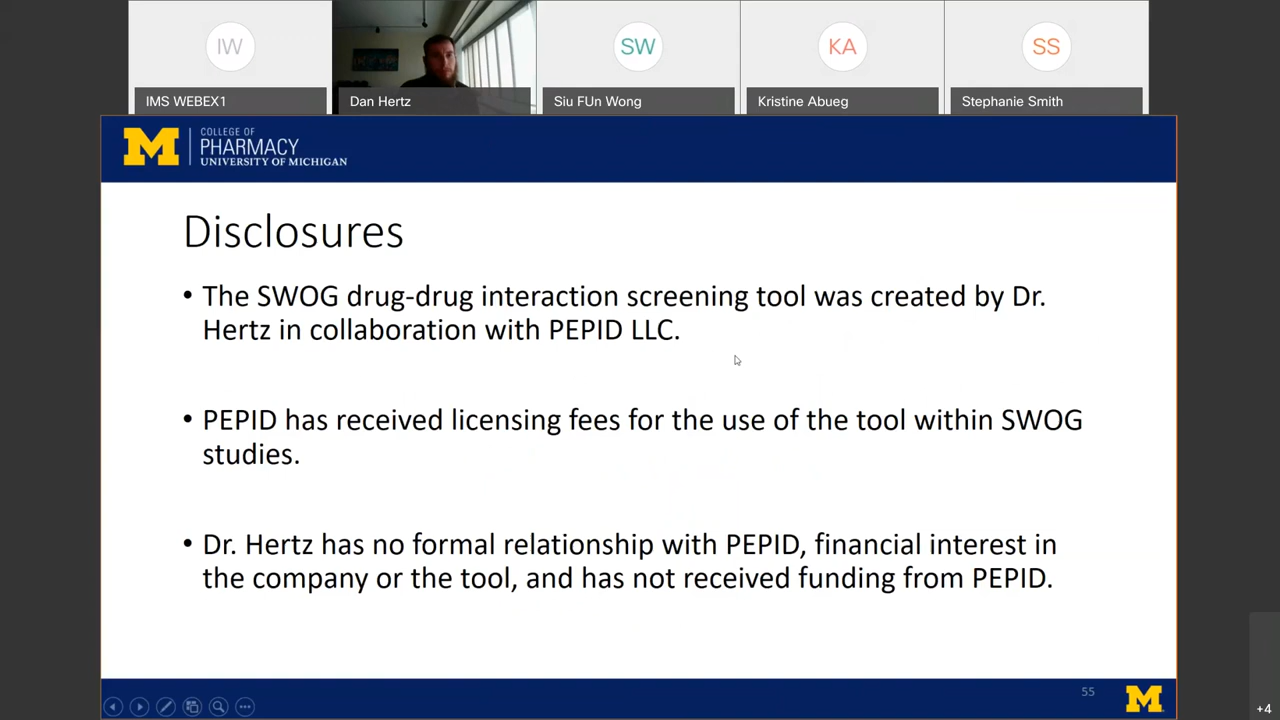 IW
SW
KA
SS
IMS WEBEX1
Dan Hertz
Siu FUn Wong
Kristine Abueg
Stephanie Smith
M
COLLEGE OF
PHARMACY
UNIVERSITY OF MICHIGAN
Disclosures
• The SWOG drug-drug interaction screening tool was created by Dr.
Hertz in collaboration with PEPID LLC.
• PEPID has received licensing fees for the use of the tool within SWOG
studies.
• Dr. Hertz has no formal relationship with PEPID, financial interest in
the company or the tool, and has not received funding from PEPID.
55
M
+4